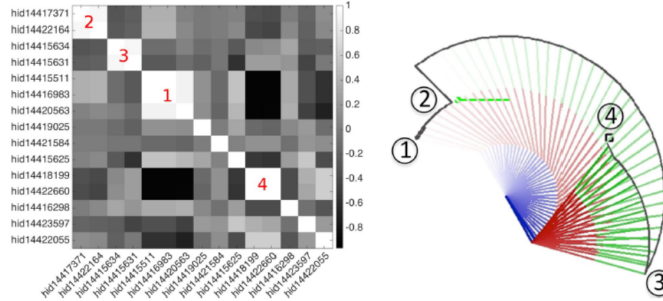 hid14417371
hid14422164
hid14415634
hid14415631
hid14415511
hid14416983
hid14420563
hid14419025
hid14421584
hid14415625
hid14418199
hid14422660
hid14416298
hid14423597
hid14422055
2
3
1
4
1
0.8
0.6
0.4
0.2
0
-0.2
-0.4
-0.6
-0.8
hid14417371
hid14422164
hid14415634
hid14415631
hid14415511
hid14416983
hid14420563
hid14419025
hid14421584
hid14415625
hid14418199
hid14422660
hid14416298
hid14423597
hid14422055
2
1
4
3